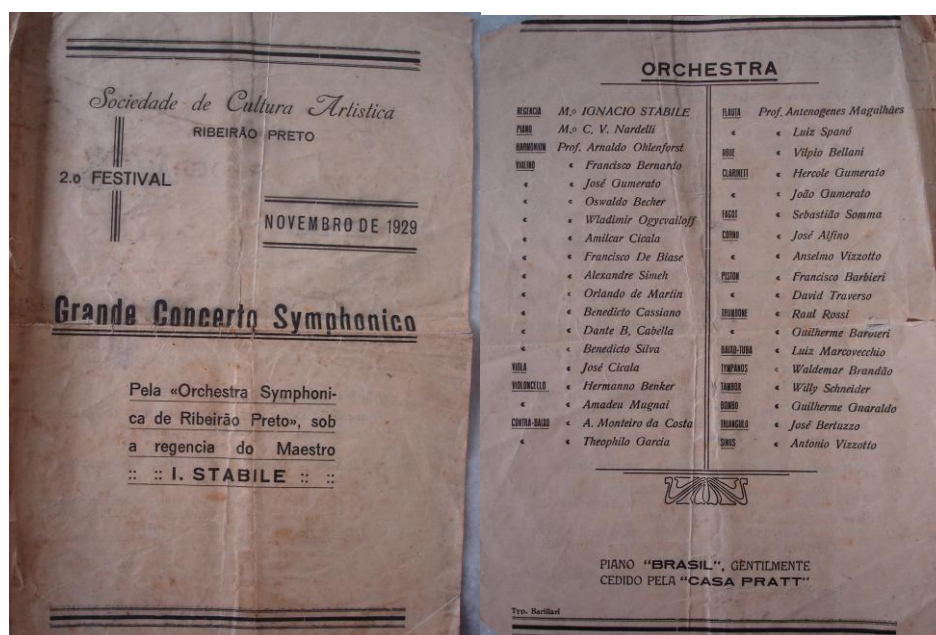 Sociedade de Cultura Artistica
RIBEIRÃO PRETO
2.o FESTIVAL
NOVEMBRO DE 1929
Grande Concerto Symphonico
Pela «Orchestra Symphoni-
ca de Ribeirão Preto», sob
a regencia do Maestro
:: :: I. STABILE :: ::
ORCHESTRA
REGENCIA M.o IGNACIO STABILE
PIANO M.o C. V. Nardelli
HARMONIUM Prof. Arnaldo Ohlenforst
VIOLINO « Francisco Bernardo
« « José Gumerato
« « Oswaldo Becher
« « Wladimir Ogycvailoff
« « Amilcar Cicala
« « Francisco De Biase
« « Alexandre Simeh
« « Orlando de Martin
« « Benedicto Cassiano
« « Dante B. Cabella
« « Benedicto Silva
VIOLA « José Cicala
VIOLONCELLO « Hermanno Benker
« « Amadeu Mugnai
CONTRA-BAIXO « A. Monteiro da Costa
« « Theophilo Garcia
FLAUTA Prof. Antenogenes Magalhães
« « Luiz Spanó
OBOE « Vilpio Bellani
CLARINETI « Hercole Gumerato
« « João Gumerato
FAGOT « Sebastião Somma
CORNO « José Alfino
« « Anselmo Vizzotto
PISTON « Francisco Barbieri
« « David Traverso
TROMBONE « Raul Rossi
« « Guilherme Barbieri
BAIXO-TUBA « Luiz Marcovecchio
TYMPANOS « Waldemar Brandão
TAMBOR « Willy Schneider
BOMBO « Guilherme Guaraldo
TRIANGULO « José Bertuzzo
SINOS « Antonio Vizzotto
PIANO "BRASIL", GENTILMENTE
CEDIDO PELA "CASA PRATT"
Typ. Barillari